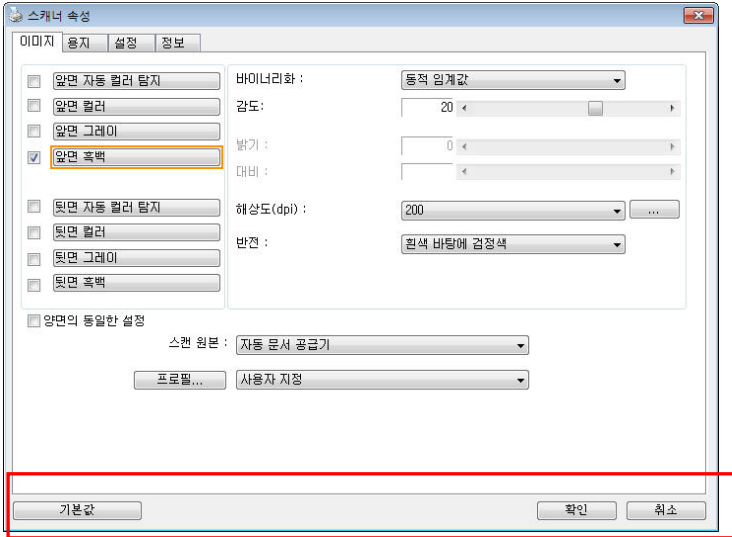 스캐너 속성
이미지 용지 설정 정보
앞면 자동 컬러 탐지
앞면 컬러
앞면 그레이
앞면 흑백
뒷면 자동 컬러 탐지
뒷면 컬러
뒷면 그레이
뒷면 흑백
바이너리화 : 동적 임계값
감도: 20
밝기 : 0
대비 :
해상도(dpi) : 200 ...
반전 : 흰색 바탕에 검정색
양면의 동일한 설정
스캔 원본 : 자동 문서 공급기
프로필... 사용자 지정
기본값 확인 취소